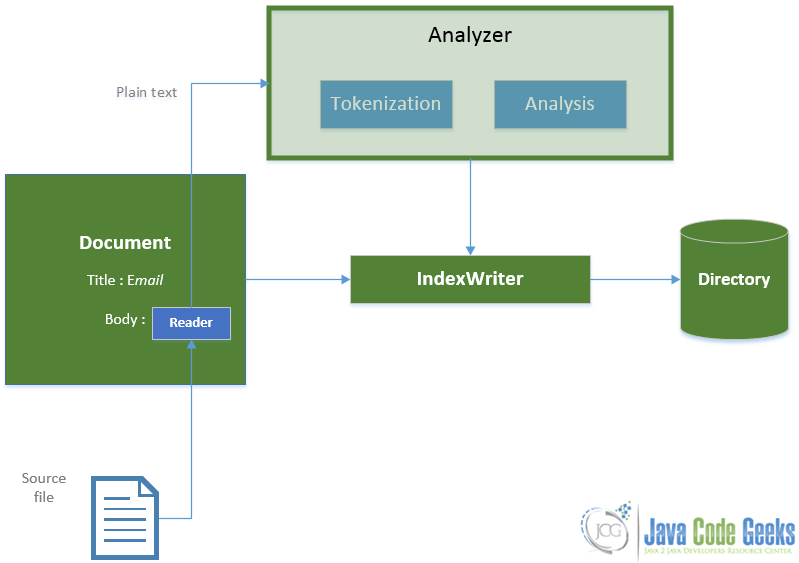 Analyzer
Plain text
Tokenization
Analysis
Document
Title : Email
IndexWriter
Directory
Body :
Reader
Source
file
JCG
Java Code Geeks
JAVA 2 JAVA DEVELOPERS RESOURCE CENTER